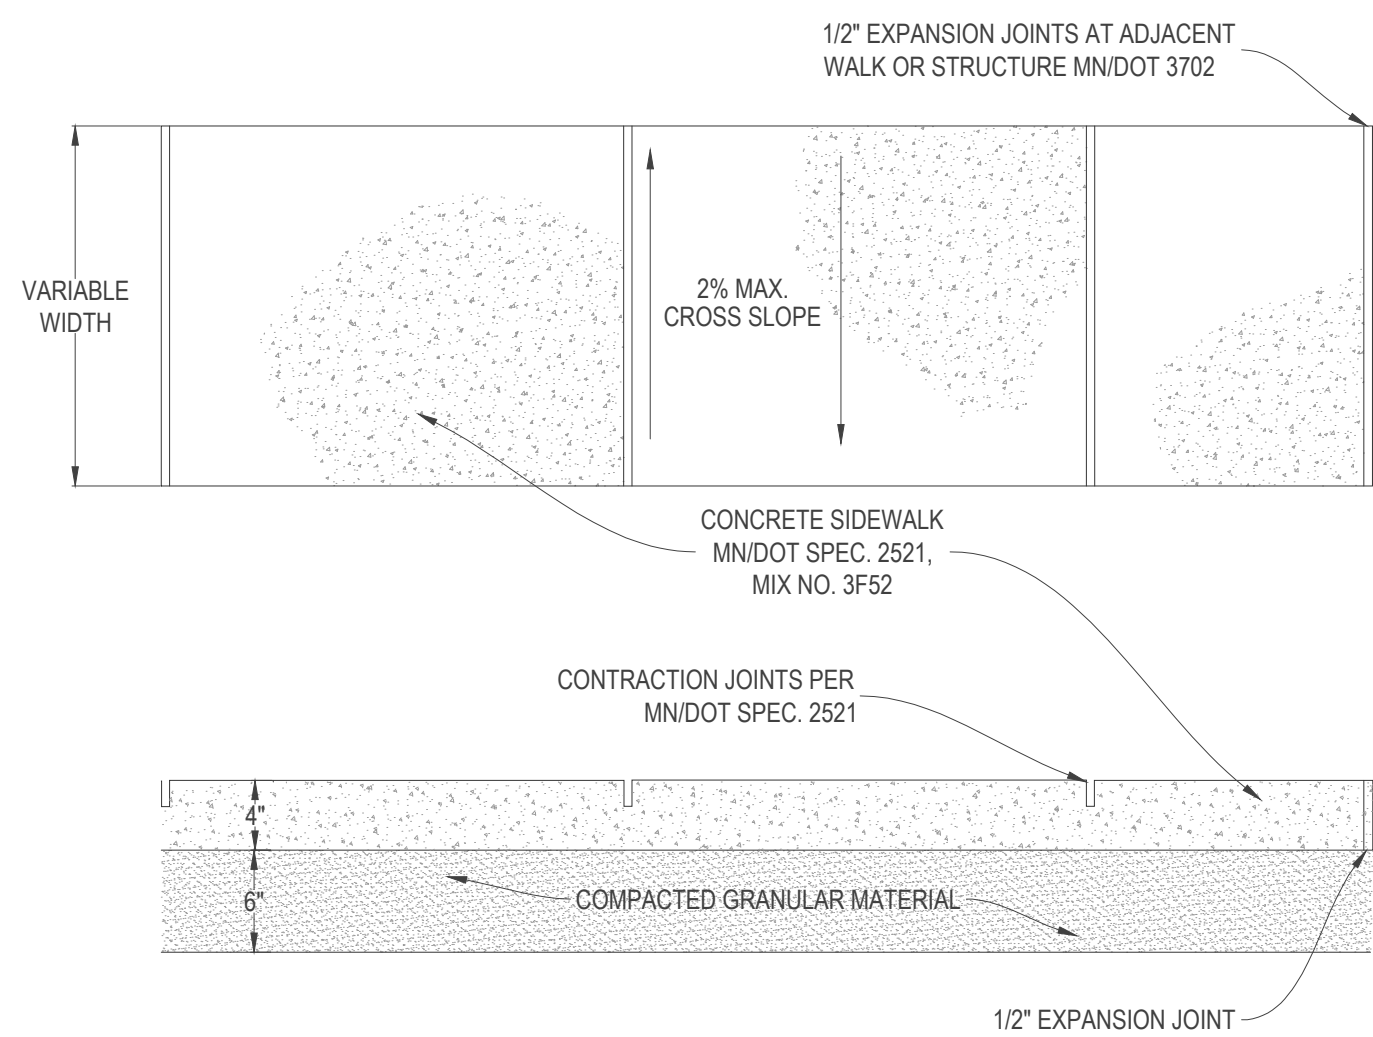 1/2" EXPANSION JOINTS AT ADJACENT
WALK OR STRUCTURE MN/DOT 3702
VARIABLE
WIDTH
2% MAX.
CROSS SLOPE
CONCRETE SIDEWALK
MN/DOT SPEC. 2521,
MIX NO. 3F52
CONTRACTION JOINTS PER
MN/DOT SPEC. 2521
4"
6"
COMPACTED GRANULAR MATERIAL
1/2" EXPANSION JOINT